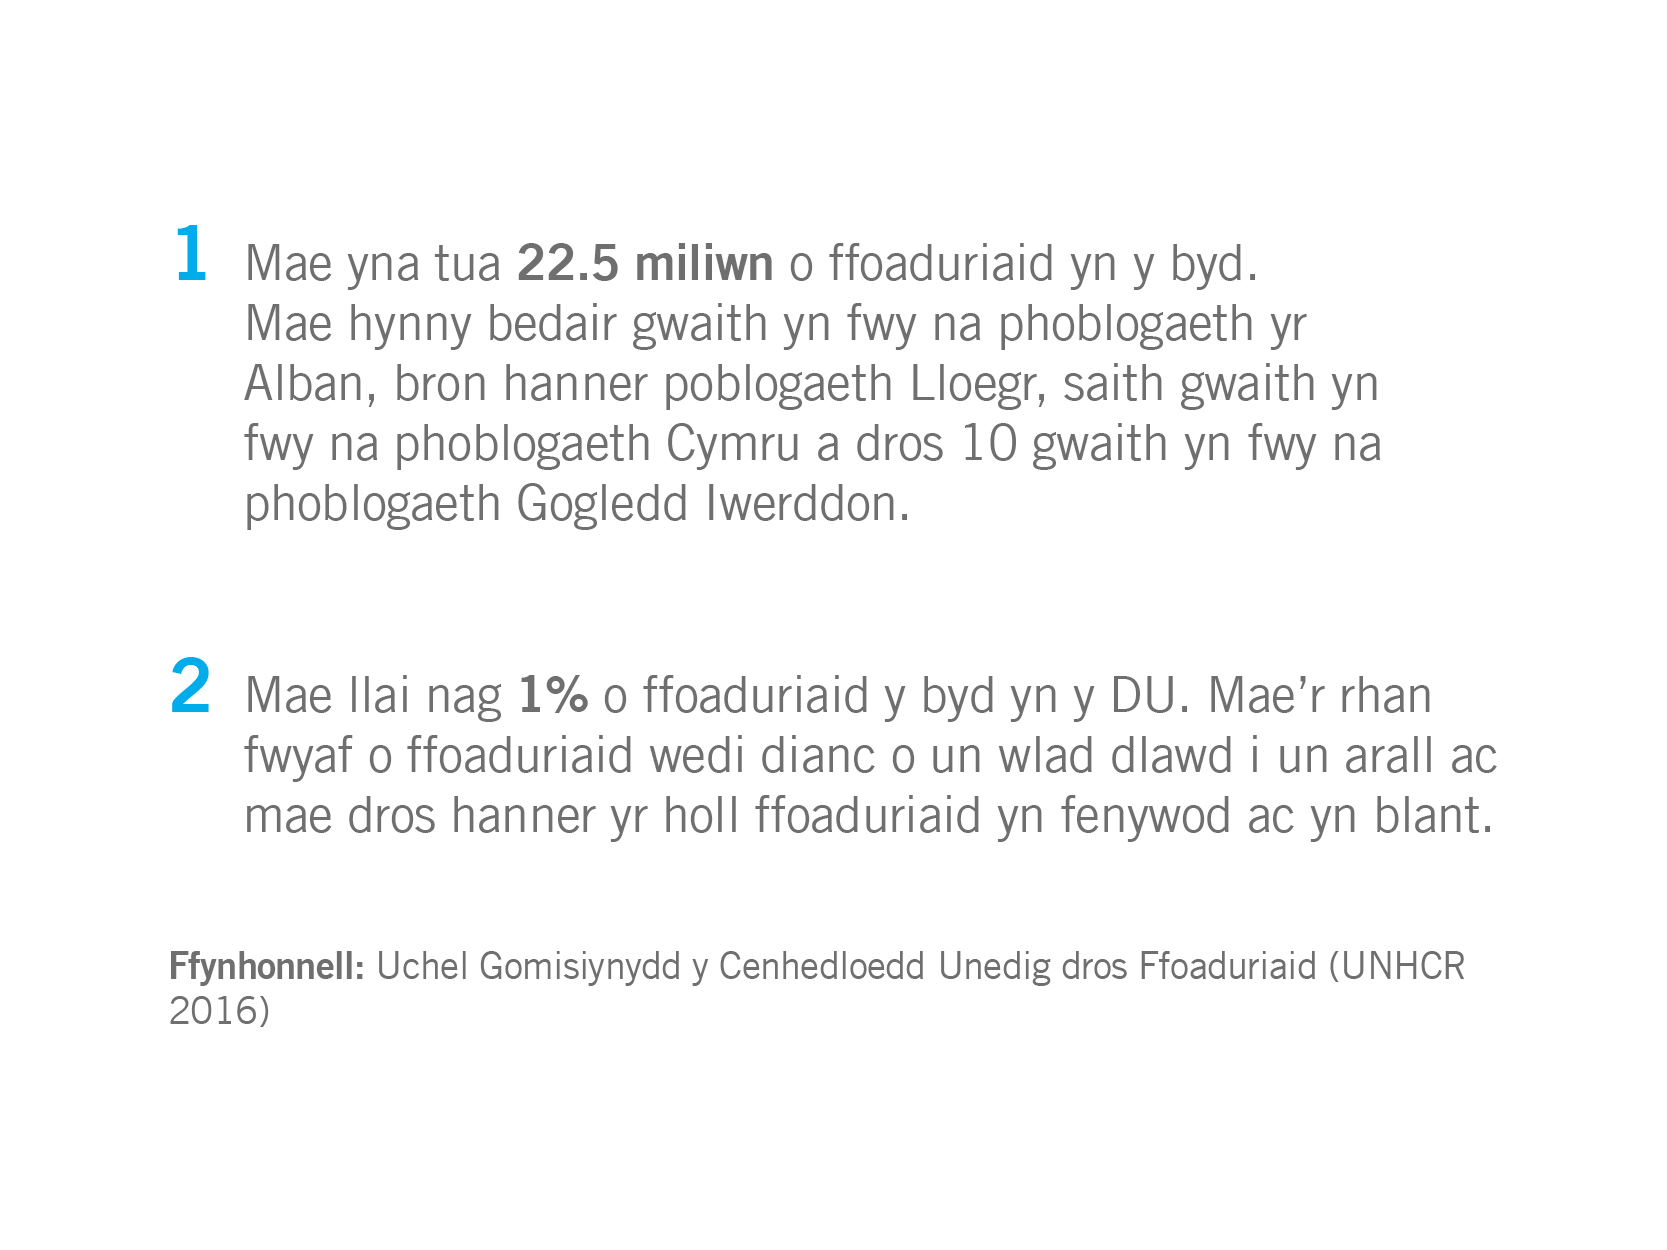 1 Mae yna tua 22.5 miliwn o ffoaduriaid yn y byd.
Mae hynny bedair gwaith yn fwy na phoblogaeth yr
Alban, bron hanner poblogaeth Lloegr, saith gwaith yn
fwy na phoblogaeth Cymru a dros 10 gwaith yn fwy na
phoblogaeth Gogledd Iwerddon.
2 Mae llai nag 1% o ffoaduriaid y byd yn y DU. Mae’r rhan
fwyaf o ffoaduriaid wedi dianc o un wlad dlawd i un arall ac
mae dros hanner yr holl ffoaduriaid yn fenywod ac yn blant.
Ffynhonnell: Uchel Gomisiynydd y Cenhedloedd Unedig dros Ffoaduriaid (UNHCR
2016)